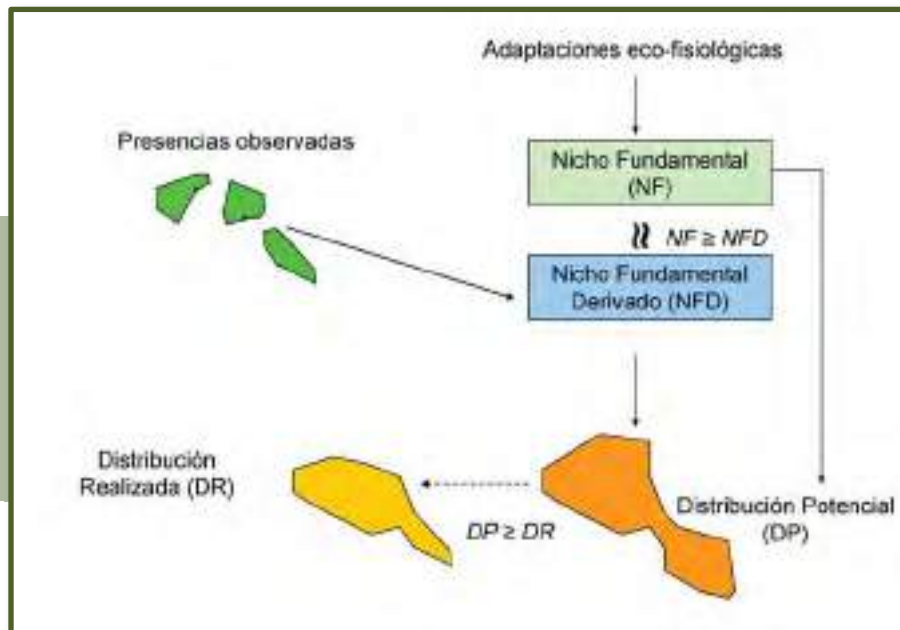 Adaptaciones eco-fisiológicas
Presencias observadas
Nicho Fundamental
(NF)
NF ≥ NFD
Nicho Fundamental
Derivado (NFD)
Distribución
Realizada (DR)
DP ≥ DR
Distribución Potencial
(DP)